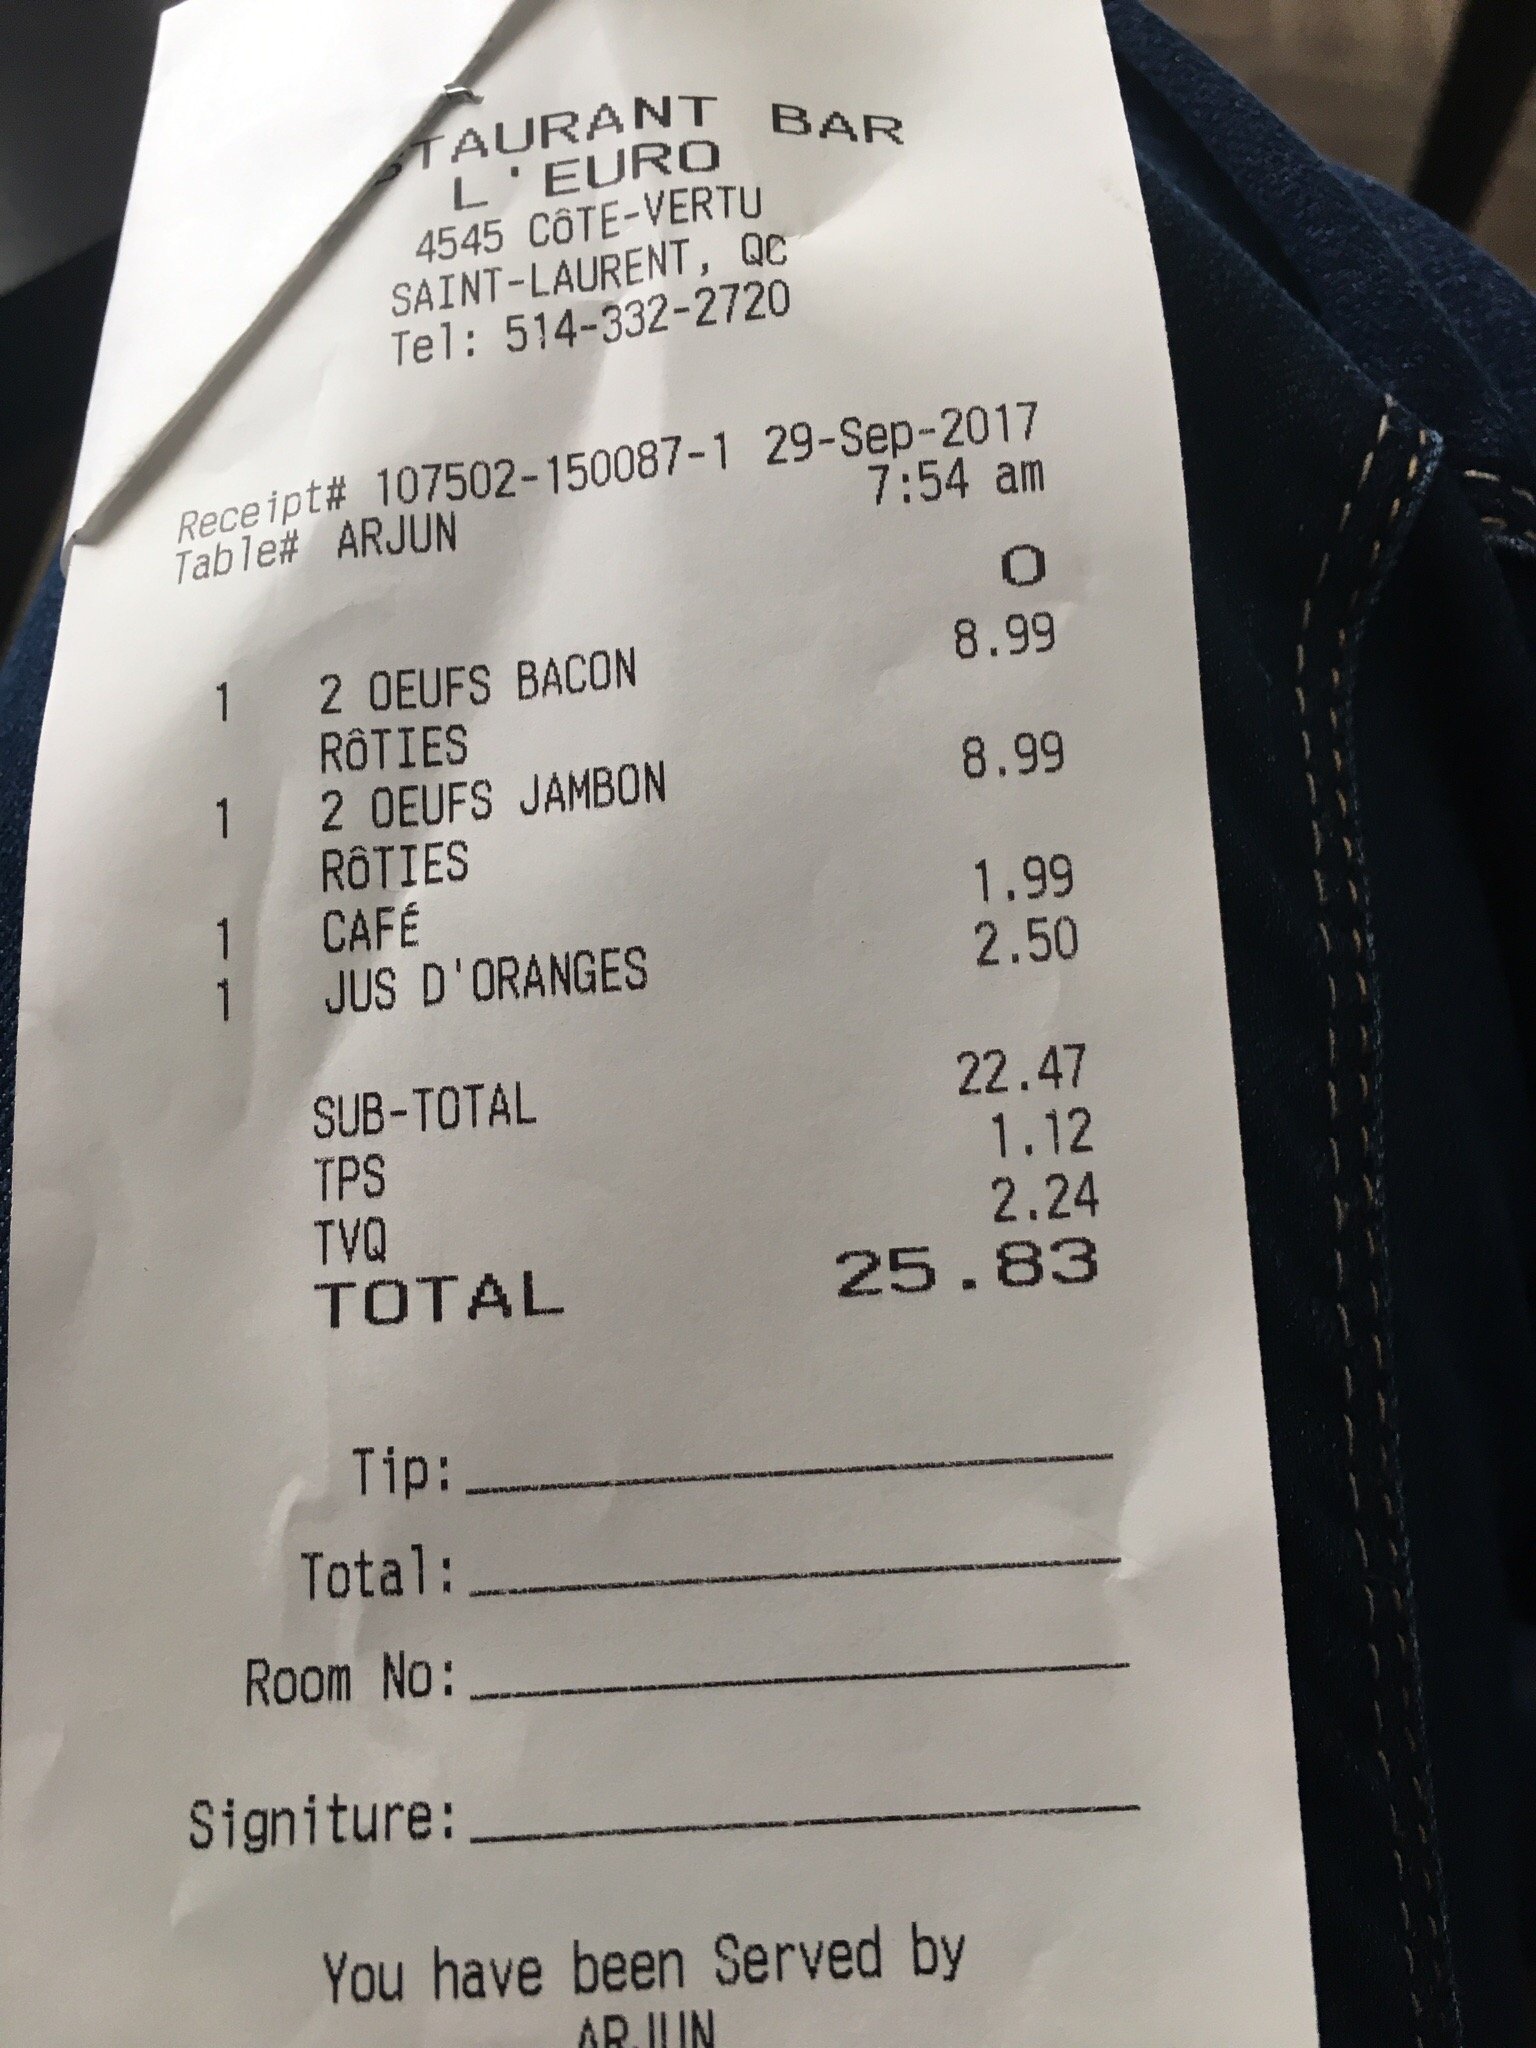 STAURANT BAR
L'EURO
4545 CÔTE-VERTU
SAINT-LAURENT, QC
Tel: 514-332-2720
Receipt# 107502-150087-1 29-Sep-2017
Table# ARJUN 7:54 am
O
1 2 OEUFS BACON 8.99
RÔTIES
1 2 OEUFS JAMBON 8.99
RÔTIES
1 CAFÉ 1.99
1 JUS D'ORANGES 2.50
SUB-TOTAL 22.47
TPS 1.12
TVQ 2.24
TOTAL 25.83
Tip:
Total:
Room No:
Signiture:
You have been Served by
ARJUN